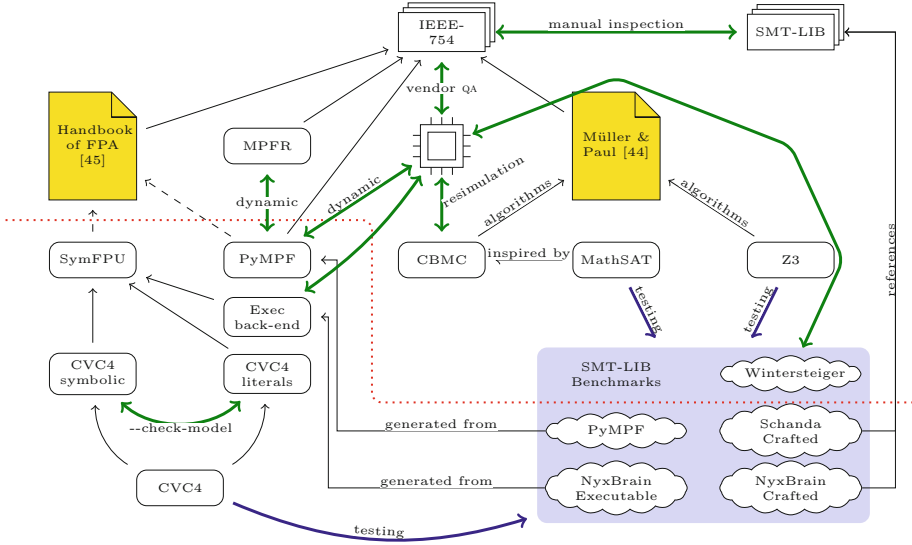 IEEE-
754
manual inspection
SMT-LIB
vendor QA
Handbook
of FPA
[45]
MPFR
Müller &
Paul [44]
dynamic
dynamic
resimulation
algorithms
algorithms
references
SymFPU
PyMPF
CBMC
inspired by
MathSAT
Z3
Exec
back-end
testing
testing
CVC4
symbolic
CVC4
literals
SMT-LIB
Benchmarks
Wintersteiger
--check-model
generated from
PyMPF
Schanda
Crafted
CVC4
generated from
NyxBrain
Executable
NyxBrain
Crafted
testing